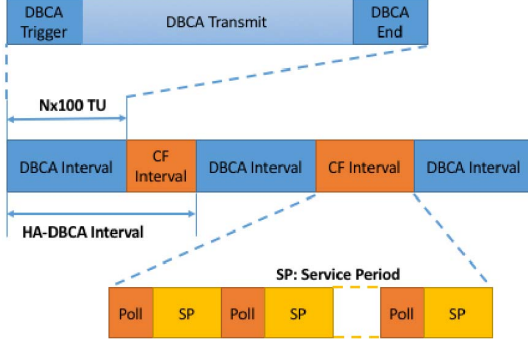 DBCA
Trigger
DBCA Transmit
DBCA
End
Nx100 TU
DBCA Interval
CF
Interval
DBCA Interval
CF Interval
DBCA Interval
HA-DBCA Interval
SP: Service Period
Poll
SP
Poll
SP
Poll
SP